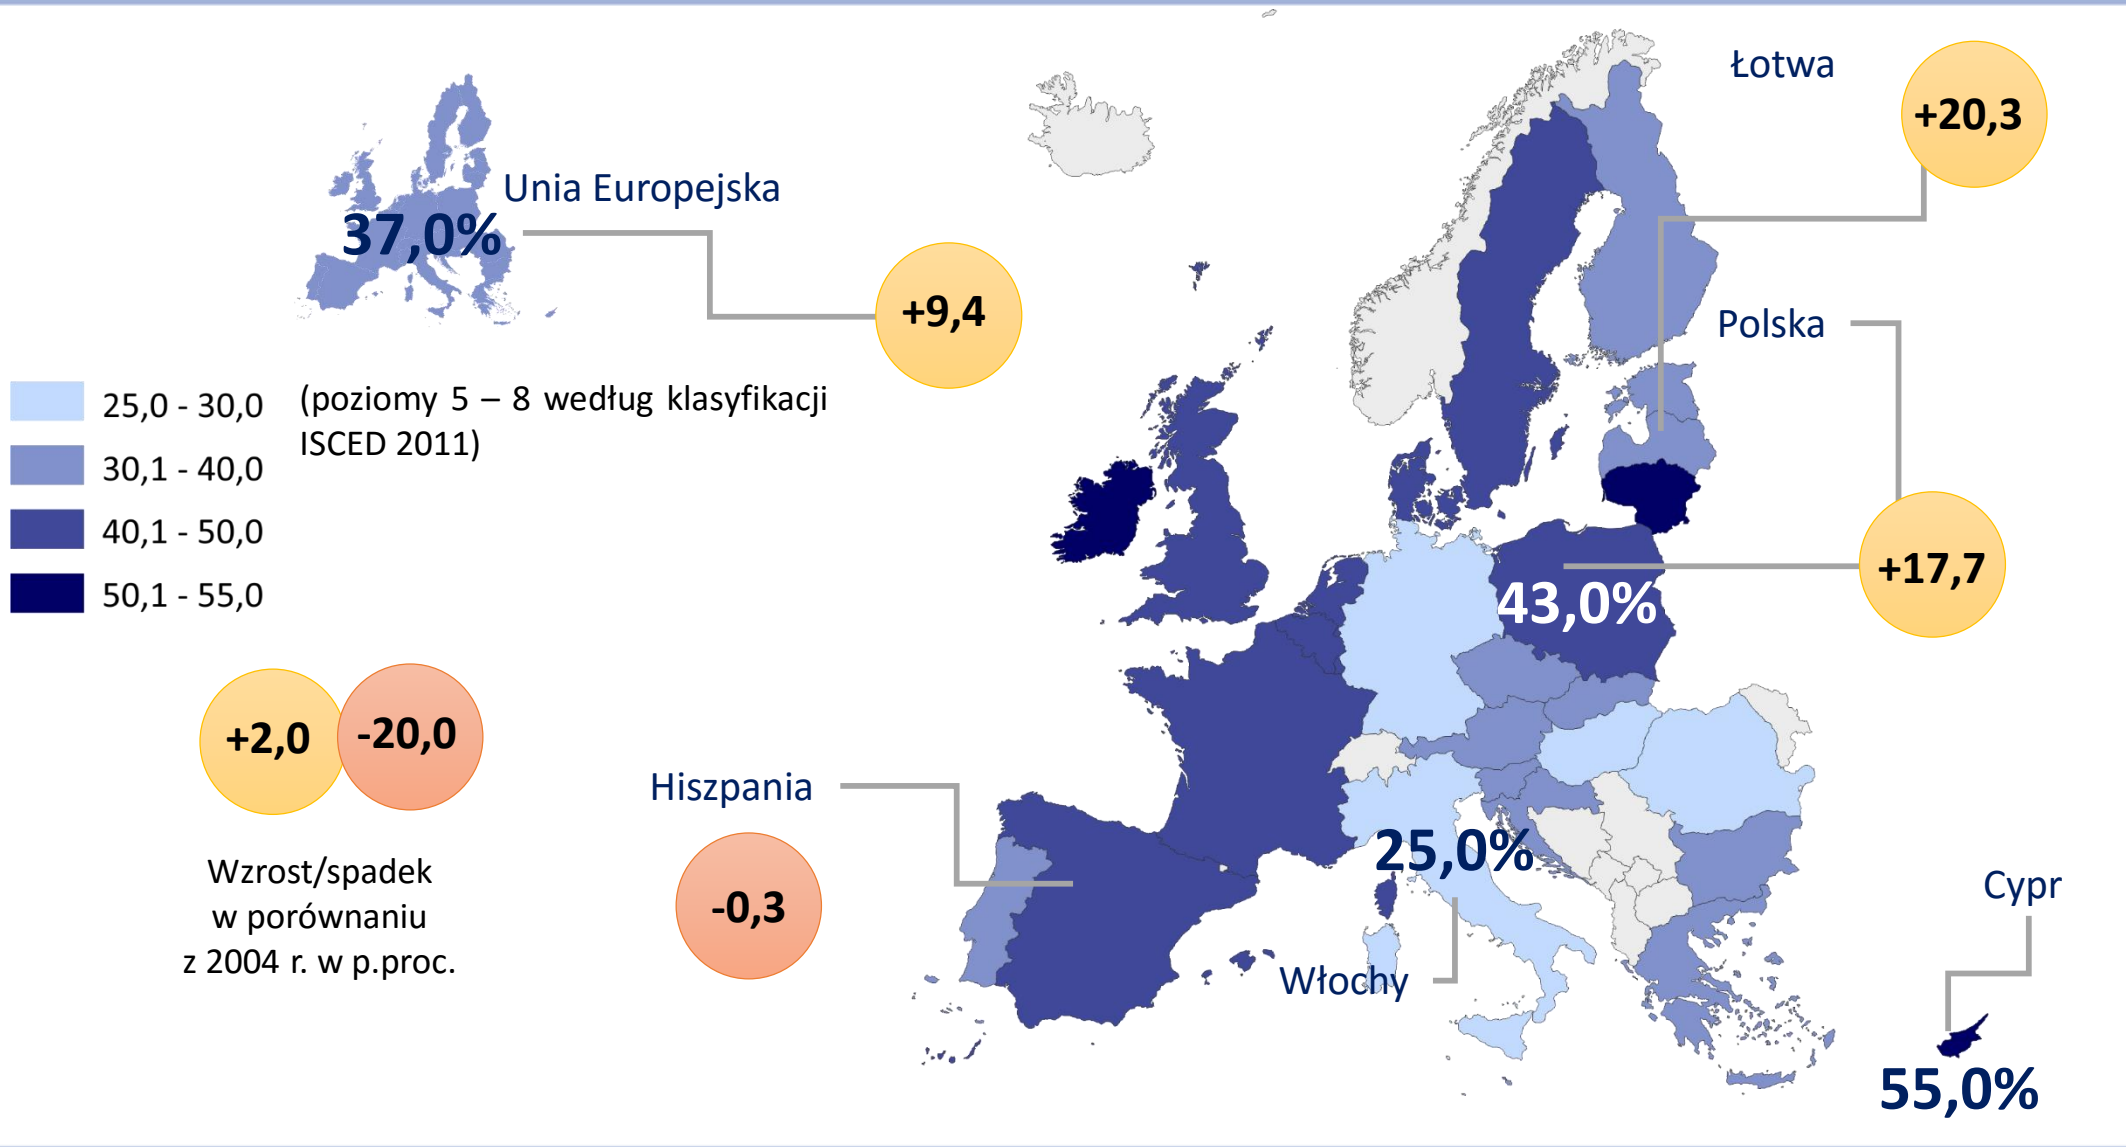 Unia Europejska
37,0%
+9,4
25,0 - 30,0
30,1 - 40,0
40,1 - 50,0
50,1 - 55,0
(poziomy 5 – 8 według klasyfikacji
ISCED 2011)
+2,0
-20,0
Wzrost/spadek
w porównaniu
z 2004 r. w p.proc.
Łotwa
+20,3
Polska
+17,7
43,0%
Hiszpania
-0,3
25,0%
Włochy
Cypr
55,0%